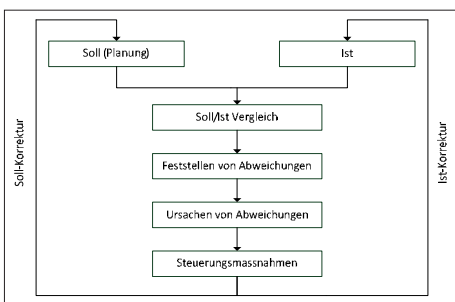 Soll (Planung)
Ist
Soll/Ist Vergleich
Feststellen von Abweichungen
Ursachen von Abweichungen
Steuerungsmassnahmen
Soll-Korrektur
Ist-Korrektur